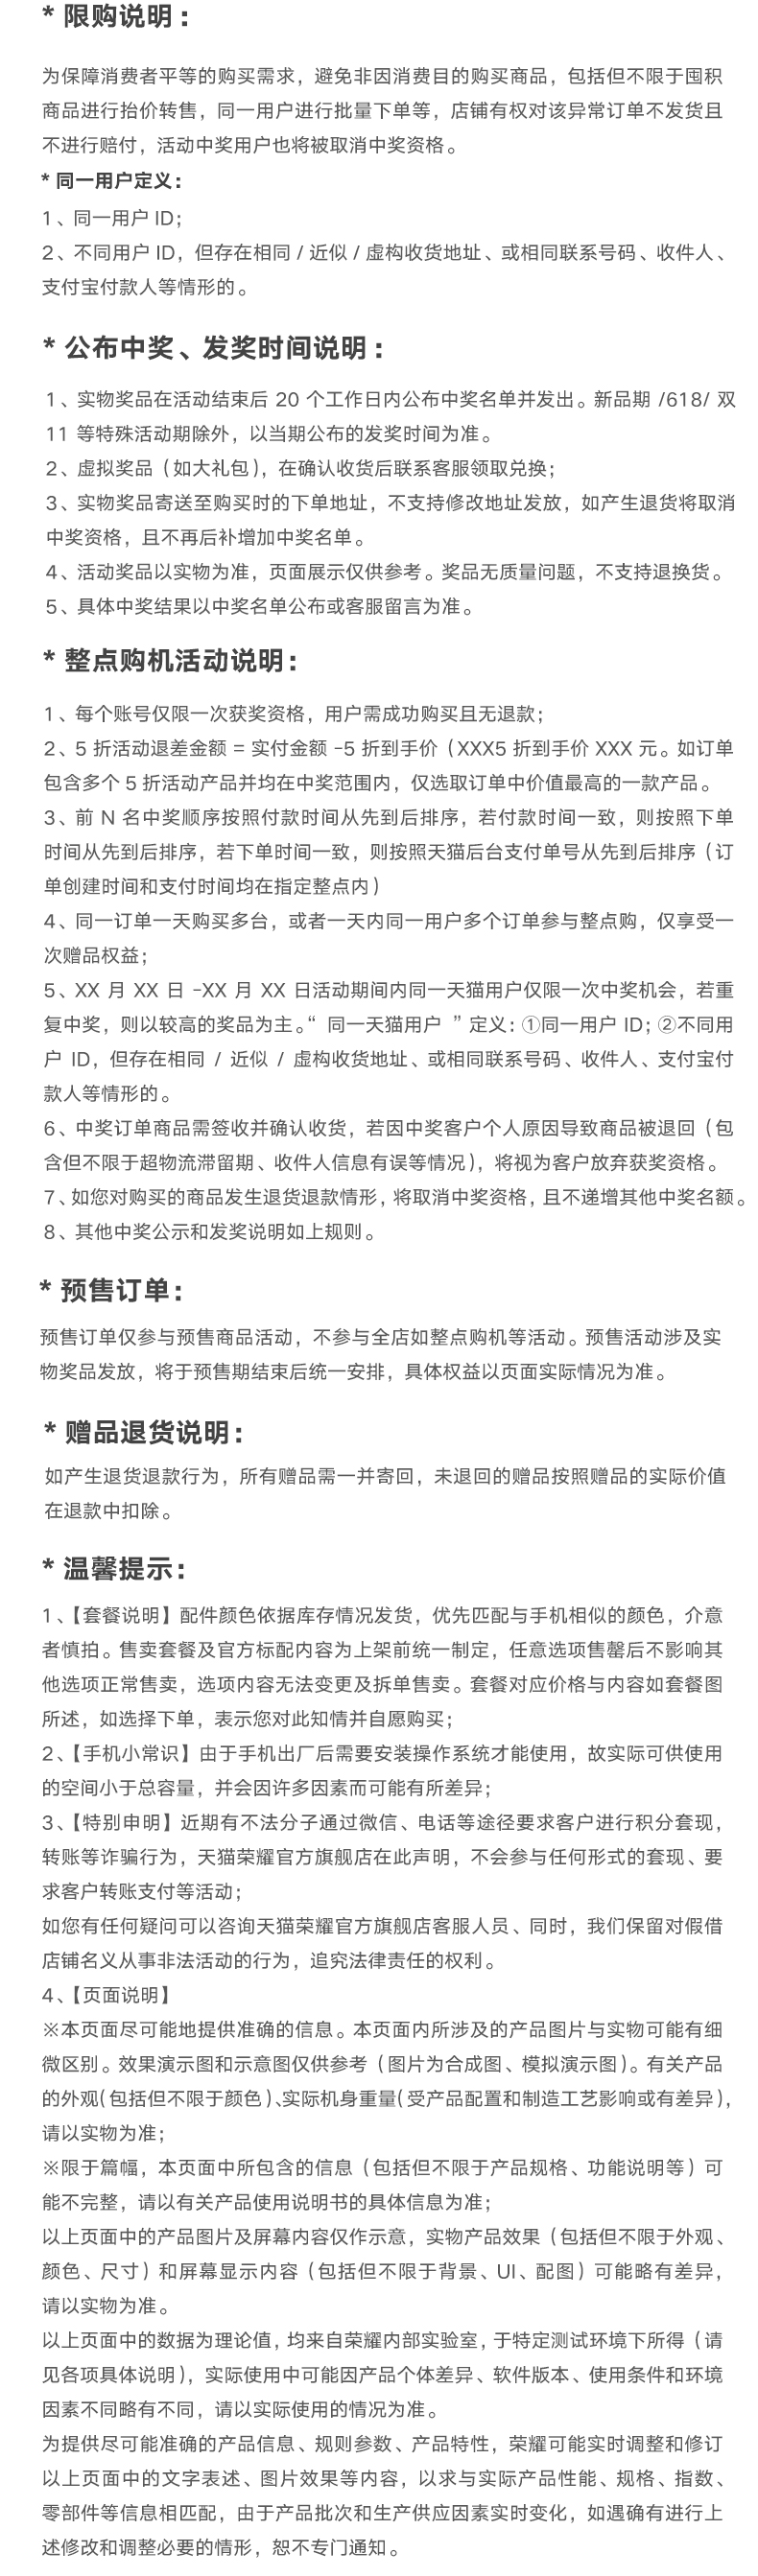 * 限购说明：
为保障消费者平等的购买需求，避免非因消费目的购买商品，包括但不限于囤积
商品进行抬价转售，同一用户进行批量下单等，店铺有权对该异常订单不发货且
不进行赔付，活动中奖用户也将被取消中奖资格。
* 同一用户定义：
1、同一用户 ID；
2、不同用户 ID，但存在相同 / 近似 / 虚构收货地址、或相同联系号码、收件人、
支付宝付款人等情形的。
* 公布中奖、发奖时间说明：
1、实物奖品在活动结束后 20 个工作日内公布中奖名单并发出。新品期 /618/ 双
11 等特殊活动期除外，以当期公布的发奖时间为准。
2、虚拟奖品（如大礼包），在确认收货后联系客服领取兑换；
3、实物奖品寄送至购买时的下单地址，不支持修改地址发放，如产生退货将取消
中奖资格，且不再后补增加中奖名单。
4、活动奖品以实物为准，页面展示仅供参考。奖品无质量问题，不支持退换货。
5、具体中奖结果以中奖名单公布或客服留言为准。
* 整点购机活动说明：
1、每个账号仅限一次获奖资格，用户需成功购买且无退款；
2、5 折活动退差金额 = 实付金额 -5 折到手价（XXX5 折到手价 XXX 元。如订单
包含多个 5 折活动产品并均在中奖范围内，仅选取订单中价值最高的一款产品。
3、前 N 名中奖顺序按照付款时间从先到后排序，若付款时间一致，则按照下单
时间从先到后排序，若下单时间一致，则按照天猫后台支付单号从先到后排序（订
单创建时间和支付时间均在指定整点内）
4、同一订单一天购买多台，或者一天内同一用户多个订单参与整点购，仅享受一
次赠品权益；
5、XX 月 XX 日 -XX 月 XX 日活动期间内同一天猫用户仅限一次中奖机会，若重
复中奖，则以较高的奖品为主。“ 同一天猫用户 ”定义：①同一用户 ID；②不同用
户 ID，但存在相同 / 近似 / 虚构收货地址、或相同联系号码、收件人、支付宝付
款人等情形的。
6、中奖订单商品需签收并确认收货，若因中奖客户个人原因导致商品被退回（包
含但不限于超物流滞留期、收件人信息有误等情况），将视为客户放弃获奖资格。
7、如您对购买的商品发生退货退款情形，将取消中奖资格，且不递增其他中奖名额。
8、其他中奖公示和发奖说明如上规则。
* 预售订单：
预售订单仅参与预售商品活动，不参与全店如整点购机等活动。预售活动涉及实
物奖品发放，将于预售期结束后统一安排，具体权益以页面实际情况为准。
* 赠品退货说明：
如产生退货退款行为，所有赠品需一并寄回，未退回的赠品按照赠品的实际价值
在退款中扣除。
* 温馨提示：
1、【套餐说明】配件颜色依据库存情况发货，优先匹配与手机相似的颜色，介意
者慎拍。售卖套餐及官方标配内容为上架前统一制定，任意选项售罄后不影响其
他选项正常售卖，选项内容无法变更及拆单售卖。套餐对应价格与内容如套餐图
所述，如选择下单，表示您对此知情并自愿购买；
2、【手机小常识】由于手机出厂后需要安装操作系统才能使用，故实际可供使用
的空间小于总容量，并会因许多因素而可能有所差异；
3、【特别申明】近期有不法分子通过微信、电话等途径要求客户进行积分套现，
转账等诈骗行为，天猫荣耀官方旗舰店在此声明，不会参与任何形式的套现、要
求客户转账支付等活动；
如您有任何疑问可以咨询天猫荣耀官方旗舰店客服人员、同时，我们保留对假借
店铺名义从事非法活动的行为，追究法律责任的权利。
4、【页面说明】
※本页面尽可能地提供准确的信息。本页面内所涉及的产品图片与实物可能有细
微区别。效果演示图和示意图仅供参考（图片为合成图、模拟演示图）。有关产品
的外观（包括但不限于颜色）、实际机身重量（受产品配置和制造工艺影响或有差异），
请以实物为准；
※限于篇幅，本页面中所包含的信息（包括但不限于产品规格、功能说明等）可
能不完整，请以有关产品使用说明书的具体信息为准；
以上页面中的产品图片及屏幕内容仅作示意，实物产品效果（包括但不限于外观、
颜色、尺寸）和屏幕显示内容（包括但不限于背景、UI、配图）可能略有差异，
请以实物为准。
以上页面中的数据为理论值，均来自荣耀内部实验室，于特定测试环境下所得（请
见各项具体说明），实际使用中可能因产品个体差异、软件版本、使用条件和环境
因素不同略有不同，请以实际使用的情况为准。
为提供尽可能准确的产品信息、规则参数、产品特性，荣耀可能实时调整和修订
以上页面中的文字表述、图片效果等内容，以求与实际产品性能、规格、指数、
零部件等信息相匹配，由于产品批次和生产供应因素实时变化，如遇确有进行上
述修改和调整必要的情形，恕不专门通知。